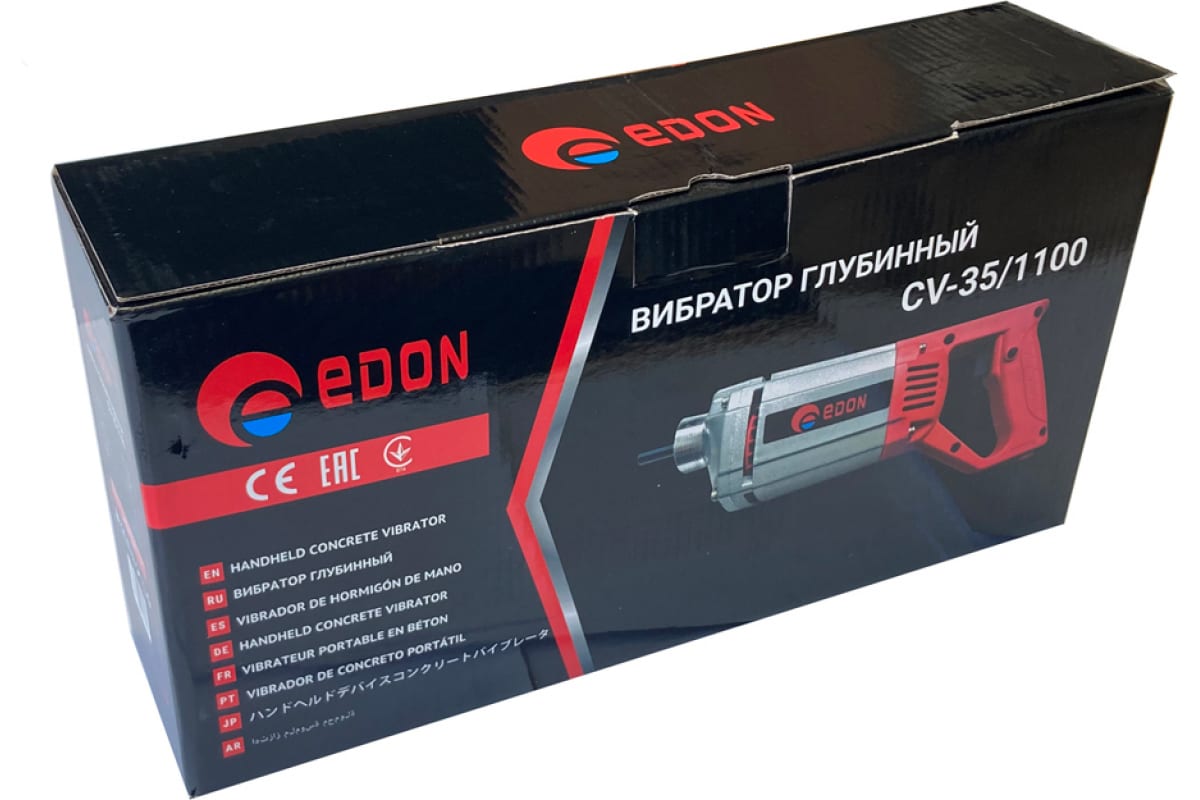 eDON
ВИБРАТОР ГЛУБИННЫЙ
CV-35/1100
eDON
eDON
CE EAC
EN HANDHELD CONCRETE VIBRATOR
RU ВИБРАТОР ГЛУБИННЫЙ
ES VIBRADOR DE HORMIGÓN DE MANO
DE HANDHELD CONCRETE VIBRATOR
FR VIBRATEUR PORTABLE EN BÉTON
PT VIBRADOR DE CONCRETO PORTÁTIL
JP ハンドヘルドデバイスコンクリートバイブレータ
AR